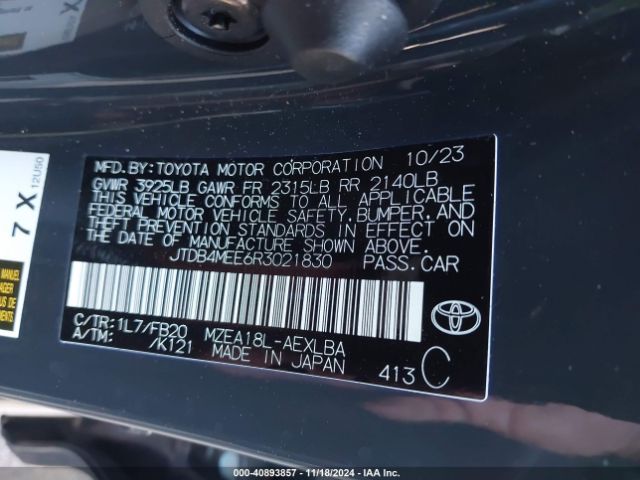 MFD.BY:TOYOTA MOTOR CORPORATION 10/23
GVWR 3925LB GAWR FR 2315LB RR 2140LB
THIS VEHICLE CONFORMS TO ALL APPLICABLE
FEDERAL MOTOR VEHICLE SAFETY,BUMPER,AND
THEFT PREVENTION STANDARDS IN EFFECT ON
THE DATE OF MANUFACTURE SHOWN ABOVE.
JTDB4MEE6R3021830 PASS.CAR
C/TR:1L7/FB20 MZEA18L-AEXLBA
A/TM: /K121 MADE IN JAPAN
413 C
7 X
12U50
MANUAL
000-40893857 | 11/18/2024 | IAA Inc.